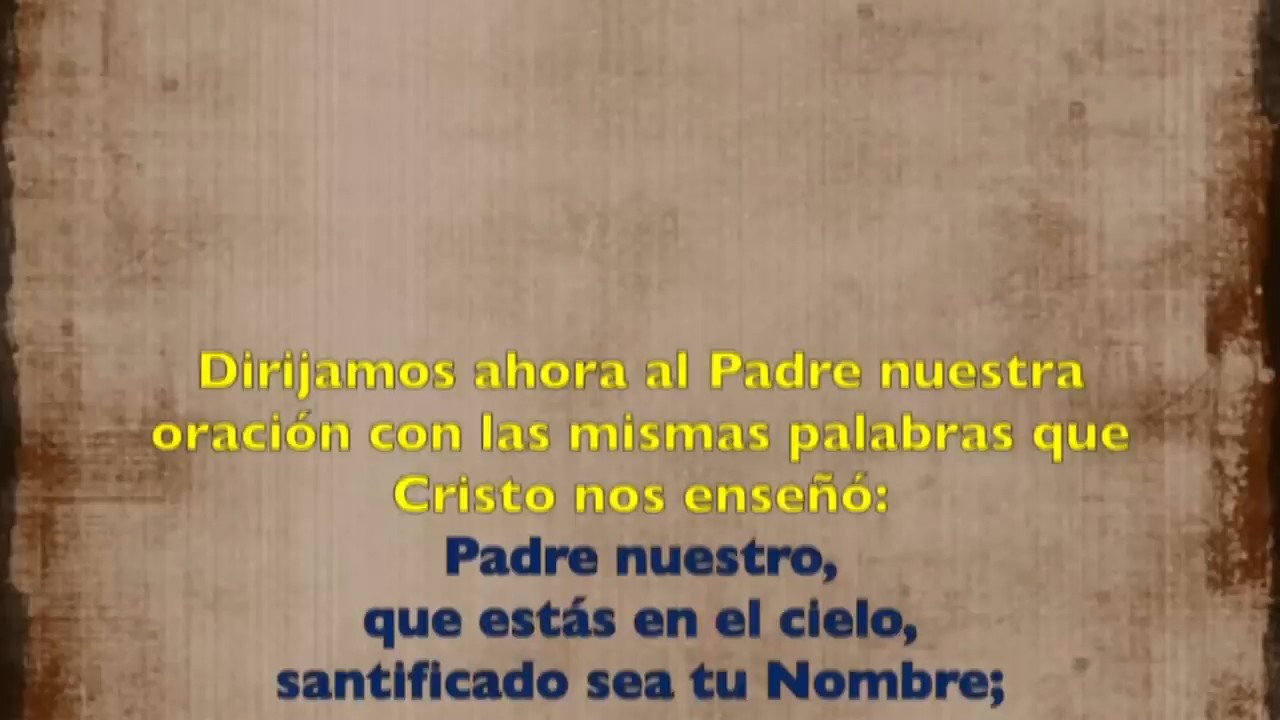 Dirijamos ahora al Padre nuestra
oración con las mismas palabras que
Cristo nos enseñó:
Padre nuestro,
que estás en el cielo,
santificado sea tu Nombre;